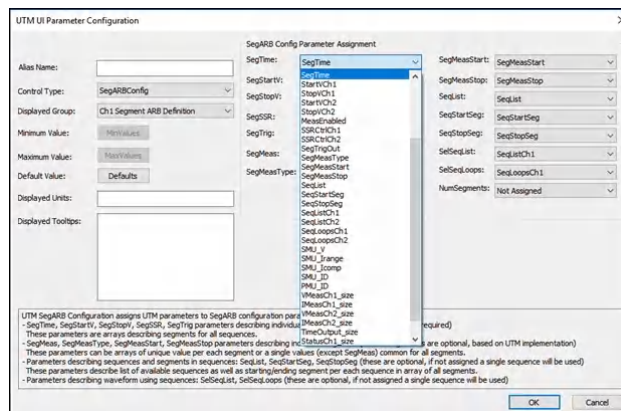 UTM UI Parameter Configuration
SegARB Config Parameter Assignment
Alias Name:
Control Type:
SegARBConfig
Displayed Group:
Ch1 Segment ARB Definition
Minimum Value:
MinValues
Maximum Value:
MaxValues
Default Value:
Defaults
Displayed Units:
Displayed Tooltips:
SegTime:
SegTime
SegStartV:
SegStopV:
SegSSR:
SegTrig:
SegMeas:
SegMeasType:
SegTime
StartVCh1
StopVCh1
StartVCh2
StopVCh2
MeasEnabled
SSRCtrlCh1
SSRCtrlCh2
SegTrigOut
SegMeasType
SegMeasStart
SegMeasStop
SeqList
SeqStartSeg
SeqStopSeg
SeqListCh1
SeqListCh2
SeqLoopsCh1
SeqLoopsCh2
SMU_V
SMU_Irange
SMU_Icomp
SMU_ID
PMU_ID
VMeasCh1_size
IMeasCh1_size
VMeasCh2_size
IMeasCh2_size
TimeOutput_size
StatusCh1_size
SegMeasStart:
SegMeasStart
SegMeasStop:
SegMeasStop
SeqList:
SeqList
SeqStartSeg:
SeqStartSeg
SeqStopSeg:
SeqStopSeg
SelSeqList:
SeqListCh1
SelSeqLoops:
SeqLoopsCh1
NumSegments:
Not Assigned
UTM SegARB Configuration assigns UTM parameters to SegARB configuration para
- SegTime, SegStartV, SegStopV, SegSSR, SegTrig parameters describing individu equired)
These parameters are arrays describing segments for all sequences.
- SegMeas, SegMeasType, SegMeasStart, SegMeasStop parameters describing in are optional, based on UTM implementation)
These parameters can be arrays of unique value per each segment or a single values (except SegMeas) common for all segments.
- Parameters describing sequences and segments in sequences: SeqList, SeqStartSeg, SeqStopSeg (these are optional, if not assigned a single sequence will be used)
These parameters describe list of available sequences as well as starting/ending segment per each sequence in array of all segments.
- Parameters describing waveform using sequences: SelSeqList, SelSeqLoops (these are optional, if not assigned a single sequence will be used)
OK
Cancel